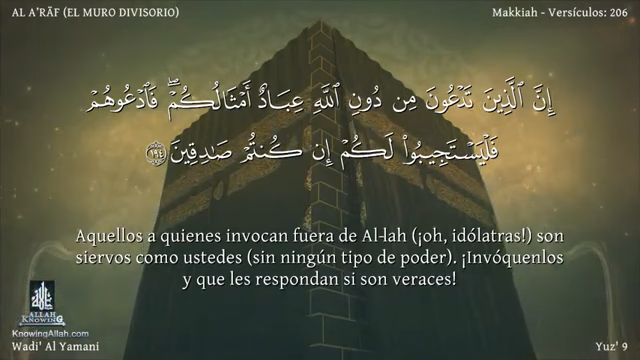 AL A'RĀF (EL MURO DIVISORIO)
Makkiah - Versículos: 206
إِنَّ ٱلَّذِينَ تَدْعُونَ مِن دُونِ ٱللَّهِ عِبَادٌ أَمْثَالُكُمْ ۖ فَٱدْعُوهُمْ
فَلْيَسْتَجِيبُوا۟ لَكُمْ إِن كُنتُمْ صَـٰدِقِينَ ١٩٤
Aquellos a quienes invocan fuera de Al-lah (¡oh, idólatras!) son
siervos como ustedes (sin ningún tipo de poder). ¡Invóquenlos
y que les respondan si son veraces!
ALLAH
KNOWING
KnowingAllah.com
Wadi' Al Yamani
Yuz' 9